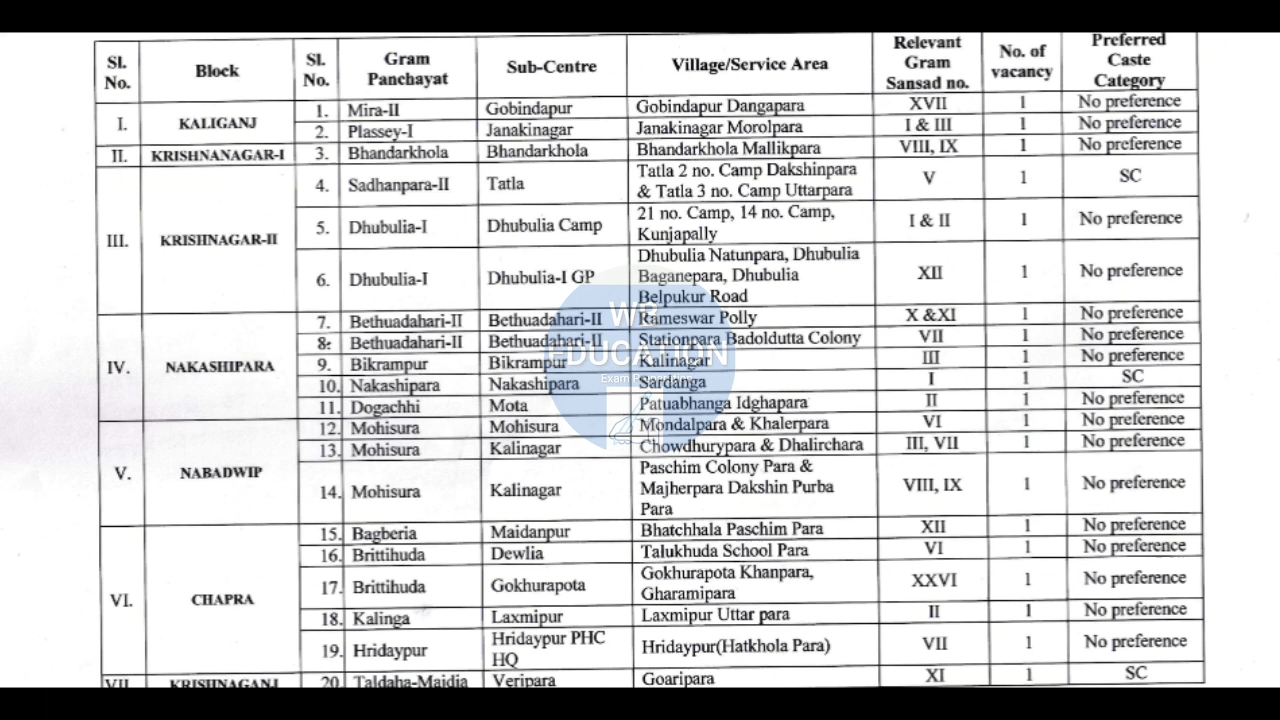 Sl. No. Block Sl. No. Gram Panchayat Sub-Centre Village/Service Area Relevant Gram Sansad no. No. of vacancy Preferred Caste Category
I. KALIGANJ 1. Mira-II Gobindapur Gobindapur Dangapara XVII 1 No preference
2. Plassey-I Janakinagar Janakinagar Morolpara I & III 1 No preference
II. KRISHNANAGAR-I 3. Bhandarkhola Bhandarkhola Bhandarkhola Mallikpara VIII, IX 1 No preference
III. KRISHNAGAR-II 4. Sadhanpara-II Tatla Tatla 2 no. Camp Dakshinpara & Tatla 3 no. Camp Uttarpara V 1 SC
5. Dhubulia-I Dhubulia Camp 21 no. Camp, 14 no. Camp, Kunjapally I & II 1 No preference
6. Dhubulia-I Dhubulia-I GP Dhubulia Natunpara, Dhubulia Baganepara, Dhubulia Belpukur Road XII 1 No preference
IV. NAKASHIPARA 7. Bethuadahari-II Bethuadahari-II Rameswar Polly X &XI 1 No preference
8. Bethuadahari-II Bethuadahari-II Stationpara Badoldutta Colony VII 1 No preference
9. Bikrampur Bikrampur Kalinagar III 1 No preference
10. Nakashipara Nakashipara Sardanga I 1 SC
11. Dogachhi Mota Patuabhanga Idghapara II 1 No preference
V. NABADWIP 12. Mohisura Mohisura Mondalpara & Khalerpara VI 1 No preference
13. Mohisura Kalinagar Chowdhurypara & Dhalirchara III, VII 1 No preference
14. Mohisura Kalinagar Paschim Colony Para & Majherpara Dakshin Purba Para VIII, IX 1 No preference
VI. CHAPRA 15. Bagberia Maidanpur Bhatchhala Paschim Para XII 1 No preference
16. Brittihuda Dewlia Talukhuda School Para VI 1 No preference
17. Brittihuda Gokhurapota Gokhurapota Khanpara, Gharamipara XXVI 1 No preference
18. Kalinga Laxmipur Laxmipur Uttar para II 1 No preference
19. Hridaypur Hridaypur PHC HQ Hridaypur(Hatkhola Para) VII 1 No preference
VII. KRISHNAGANJ 20. Taldaha-Majdia Veripara Goaripara XI 1 SC
WB
EDUCATION